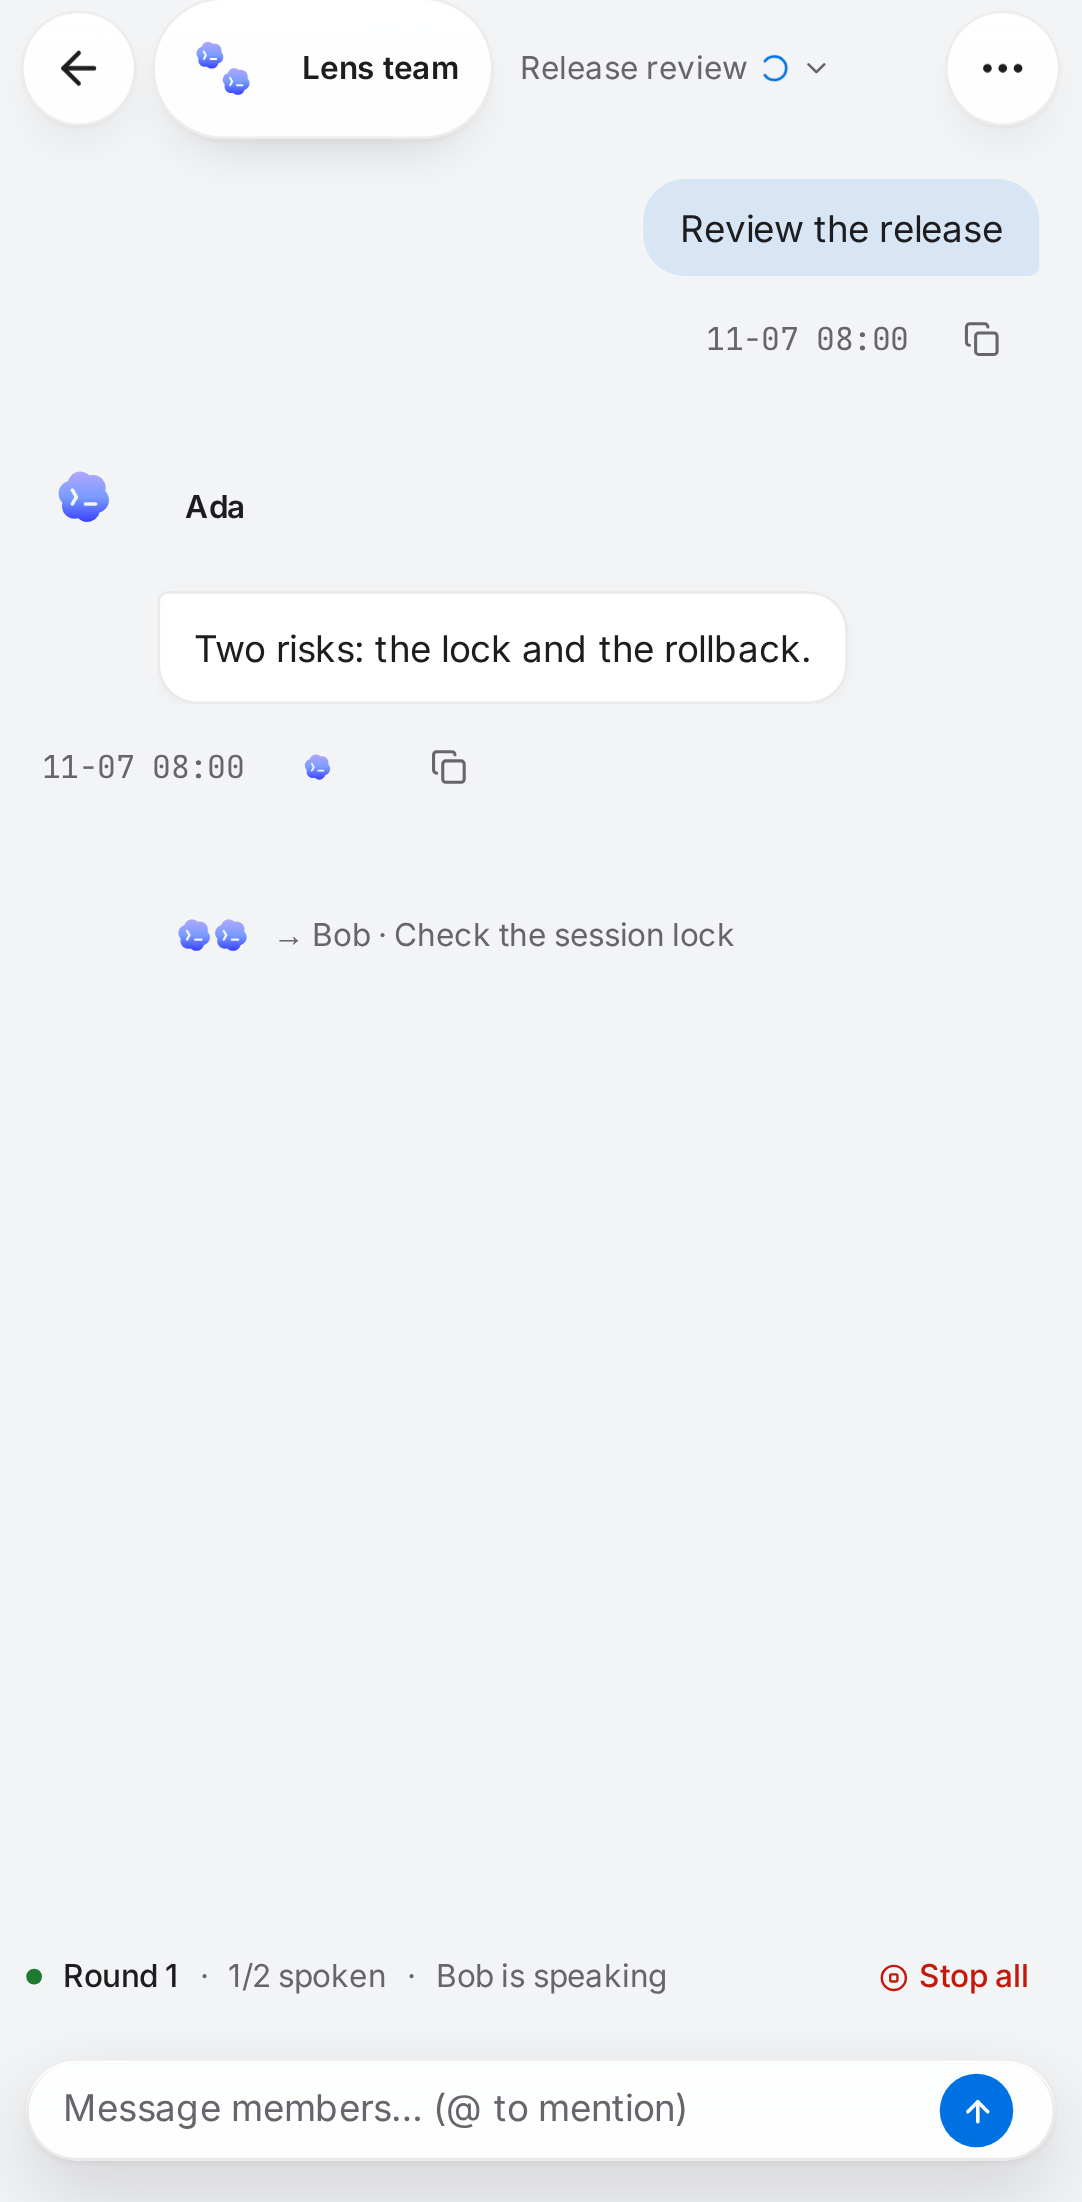 Lens team
Release review
Review the release
11-07 08:00
Ada
Two risks: the lock and the rollback.
11-07 08:00
→ Bob · Check the session lock
Round 1 · 1/2 spoken · Bob is speaking
Stop all
Message members... (@ to mention)